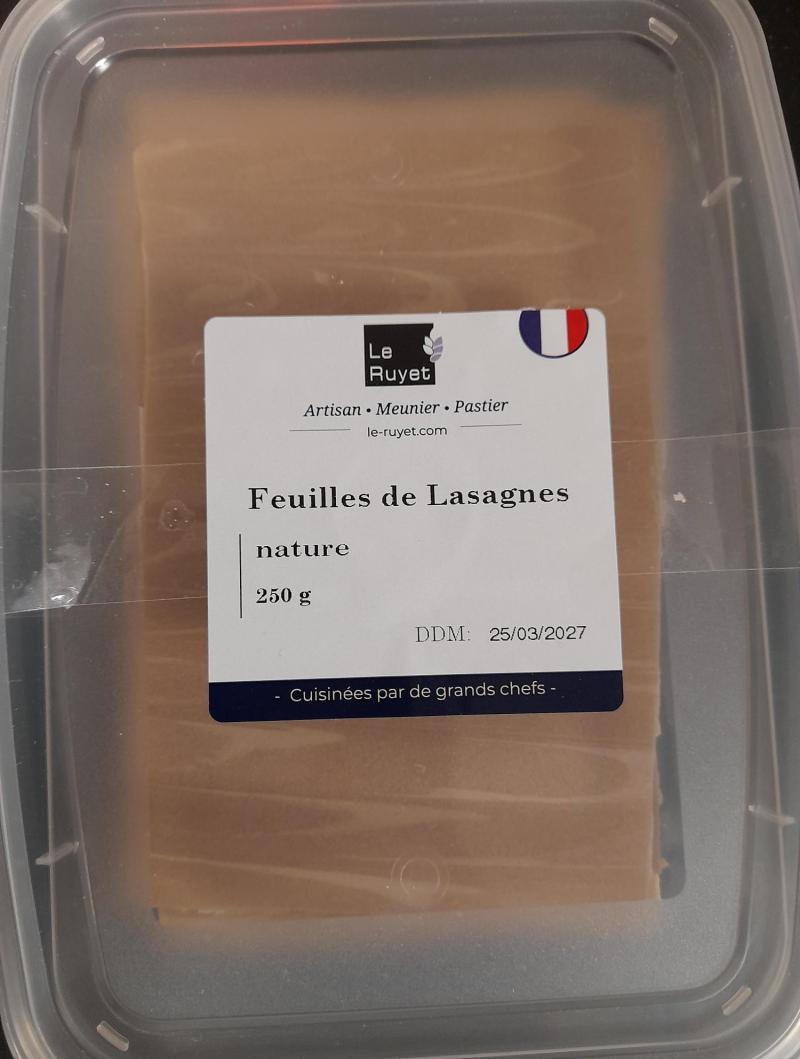 Le
Ruyet
Artisan • Meunier • Pastier
le-ruyet.com
Feuilles de Lasagnes
nature
250 g
DDM: 25/03/2027
- Cuisinées par de grands chefs -